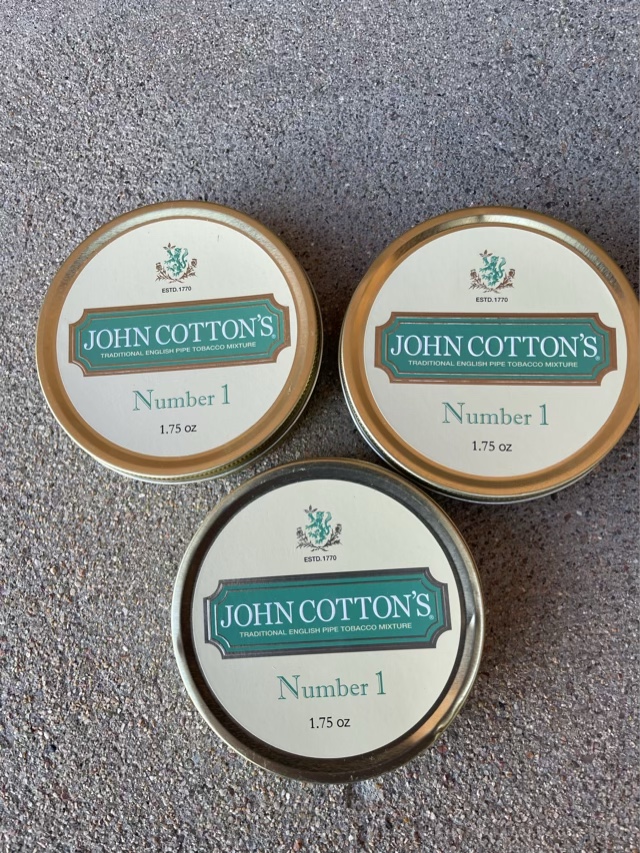 ESTD.1770
JOHN COTTON'S®
TRADITIONAL ENGLISH PIPE TOBACCO MIXTURE
Number 1
1.75 oz
ESTD.1770
JOHN COTTON'S®
TRADITIONAL ENGLISH PIPE TOBACCO MIXTURE
Number 1
1.75 oz
ESTD.1770
JOHN COTTON'S®
TRADITIONAL ENGLISH PIPE TOBACCO MIXTURE
Number 1
1.75 oz